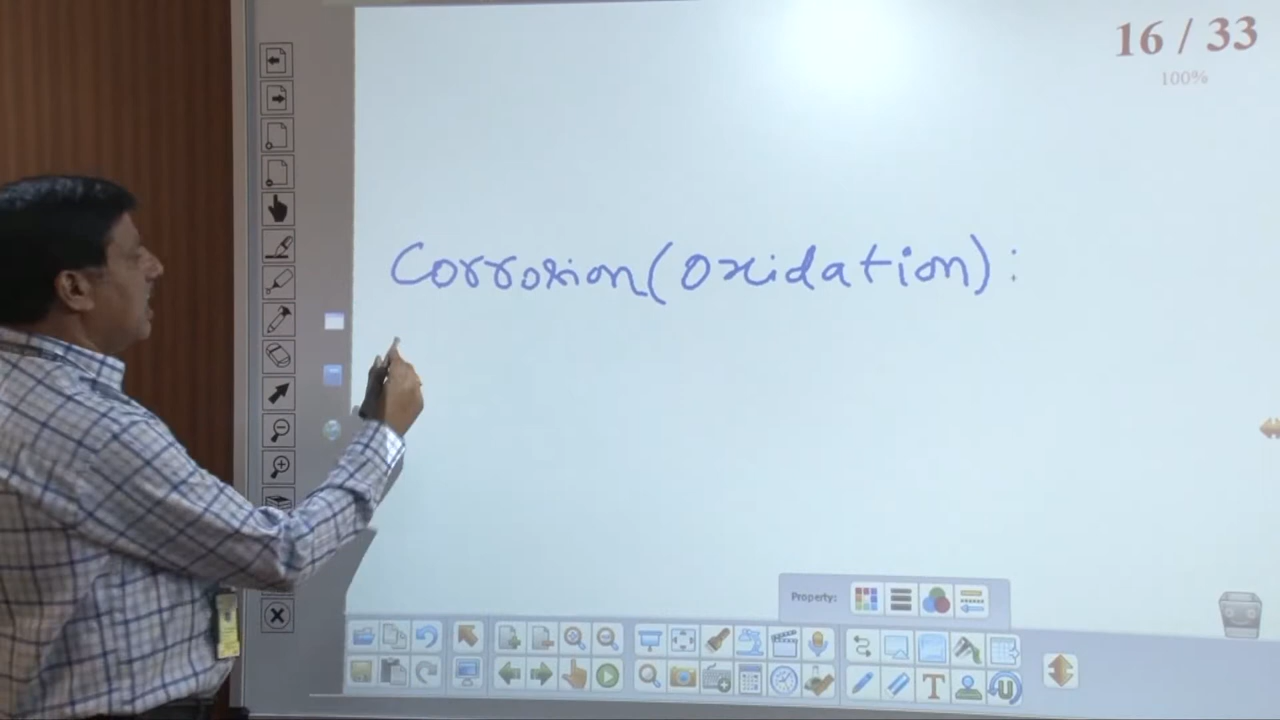 16 / 33
100%
Corrosion (Oxidation) :
Property: